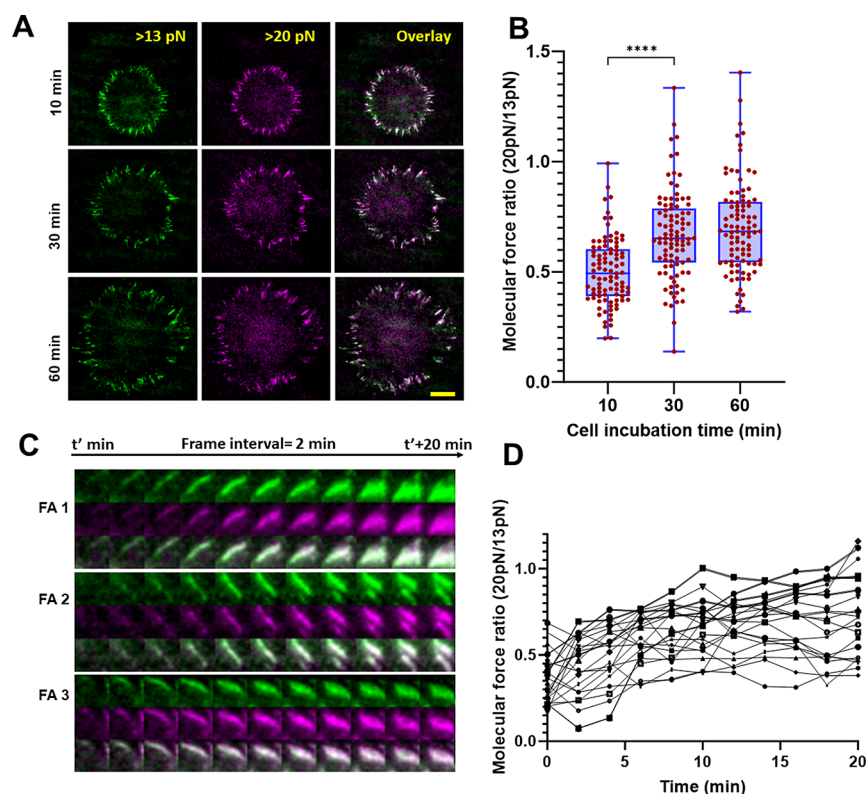 A
>13 pN
>20 pN
Overlay
10 min
30 min
60 min
B
Molecular force ratio (20pN/13pN)
1.5
1.0
0.5
0.0
****
10
30
60
Cell incubation time (min)
C
t' min
Frame interval= 2 min
t'+20 min
FA 1
FA 2
FA 3
D
Molecular force ratio (20pN/13pN)
1.0
0.5
1.0
0.0
0
5
10
15
20
Time (min)